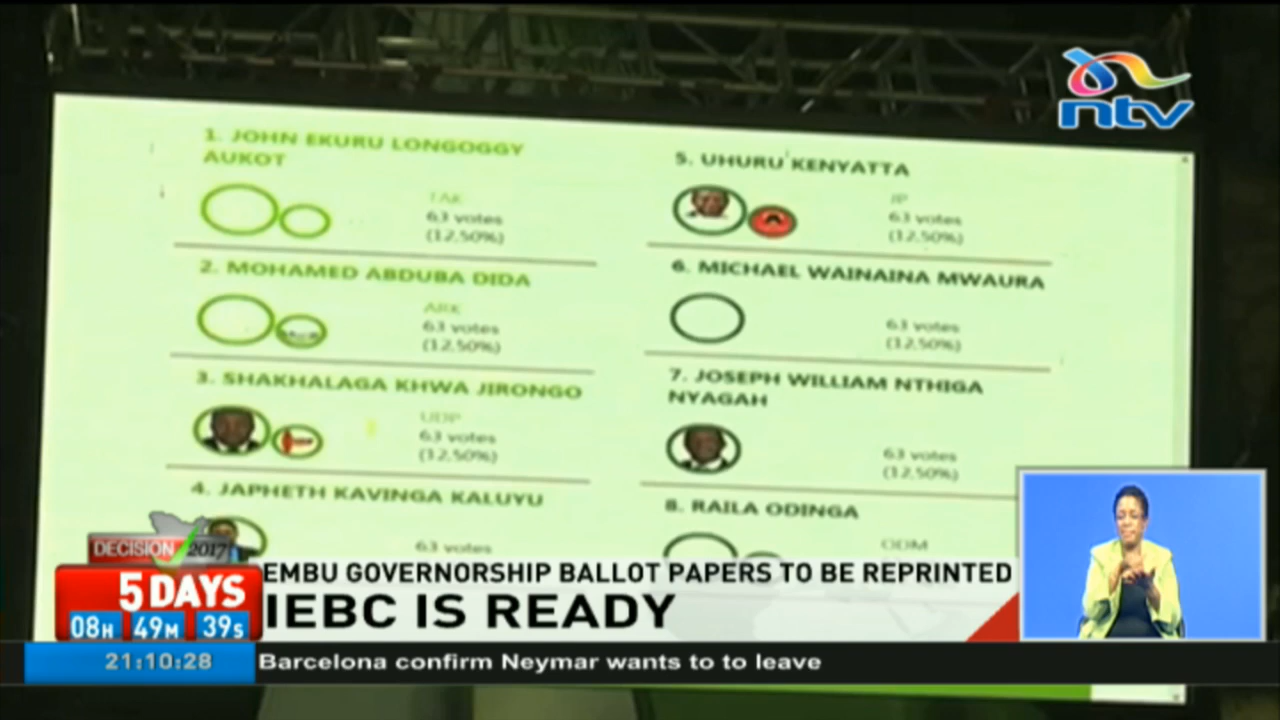 1. JOHN EKURU LONGOGGY
AUKOT
TAK
63 votes
(12.50%)
2. MOHAMED ABDUBA DIDA
ARK
63 votes
(12.50%)
3. SHAKHALAGA KHWA JIRONGO
UDP
63 votes
(12.50%)
4. JAPHETH KAVINGA KALUYU
63 votes
5. UHURU KENYATTA
JP
63 votes
(12.50%)
6. MICHAEL WAINAINA MWAURA
63 votes
(12.50%)
7. JOSEPH WILLIAM NTHIGA
NYAGAH
63 votes
(12.50%)
8. RAILA ODINGA
ODM
ntv
DECISION 2017
5 DAYS
08H 49M 39S
EMBU GOVERNORSHIP BALLOT PAPERS TO BE REPRINTED
IEBC IS READY
21:10:28
Barcelona confirm Neymar wants to to leave